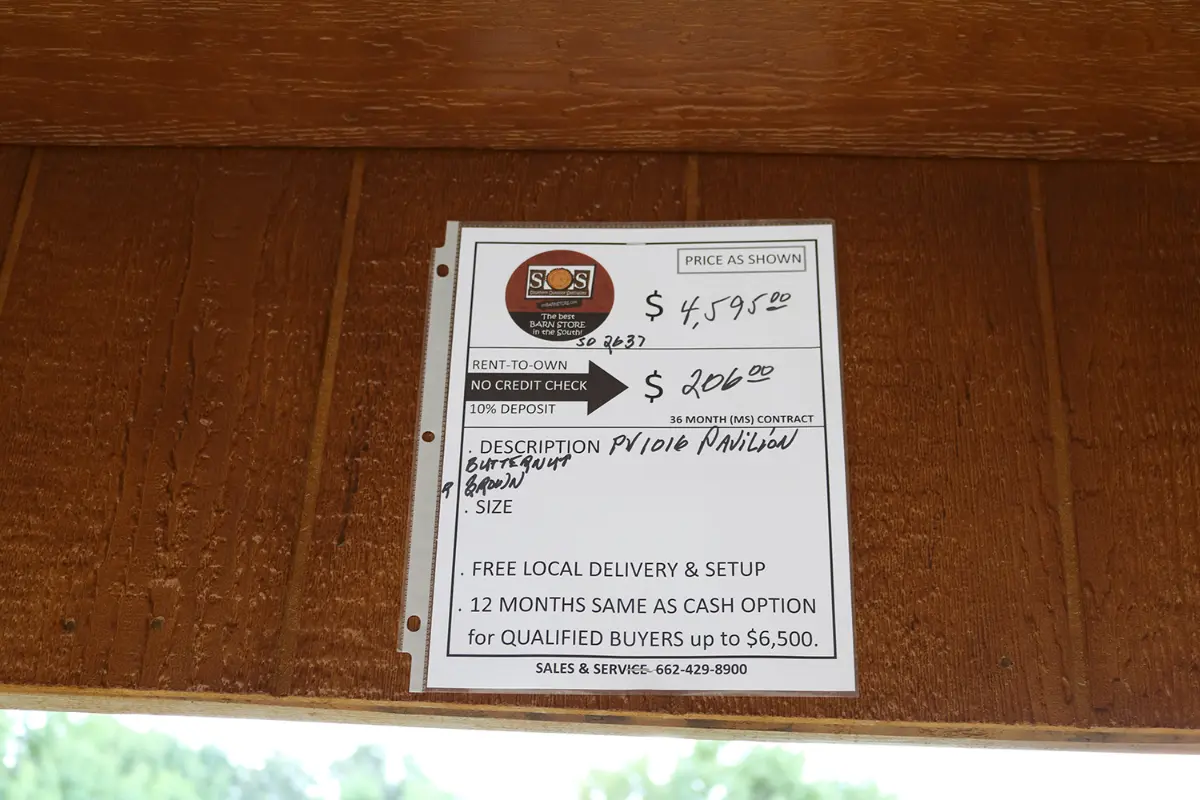 PRICE AS SHOWN
SOS
The best
BARN STORE
in the South!
$ 4,595.00
SO 2637
RENT-TO-OWN
NO CREDIT CHECK
10% DEPOSIT
$ 206.00
36 MONTH (MS) CONTRACT
. DESCRIPTION PV1016 PAVILION
BUTTERNUT
BROWN
. SIZE
. FREE LOCAL DELIVERY & SETUP
. 12 MONTHS SAME AS CASH OPTION
for QUALIFIED BUYERS up to $6,500.
SALES & SERVICE 662-429-8900